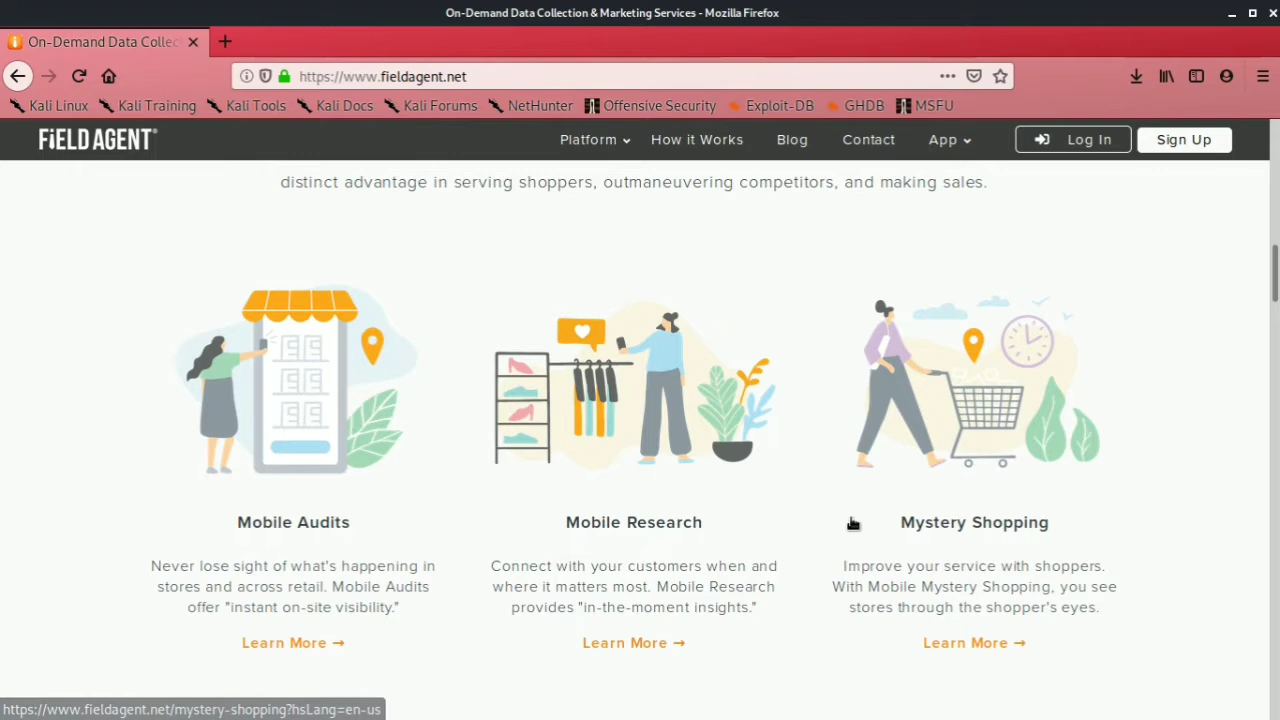 On-Demand Data Collection & Marketing Services - Mozilla Firefox
On-Demand Data Collec
https://www.fieldagent.net
Kali Linux Kali Training Kali Tools Kali Docs Kali Forums NetHunter Offensive Security Exploit-DB GHDB MSFU
FiELD AGENT® Platform How it Works Blog Contact App Log In Sign Up
distinct advantage in serving shoppers, outmaneuvering competitors, and making sales.
Mobile Audits
Never lose sight of what's happening in
stores and across retail. Mobile Audits
offer "instant on-site visibility."
Learn More →
Mobile Research
Connect with your customers when and
where it matters most. Mobile Research
provides "in-the-moment insights."
Learn More →
Mystery Shopping
Improve your service with shoppers.
With Mobile Mystery Shopping, you see
stores through the shopper's eyes.
Learn More →
https://www.fieldagent.net/mystery-shopping?hsLang=en-us